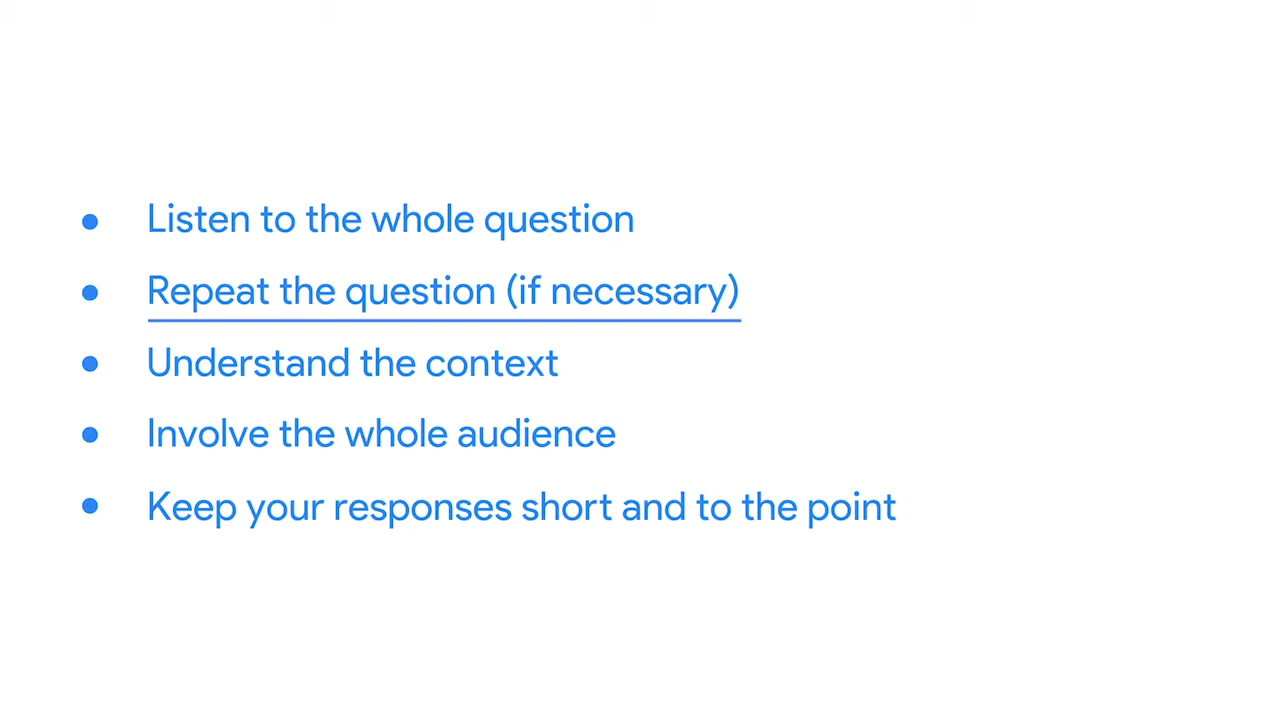 • Listen to the whole question
• Repeat the question (if necessary)
• Understand the context
• Involve the whole audience
• Keep your responses short and to the point